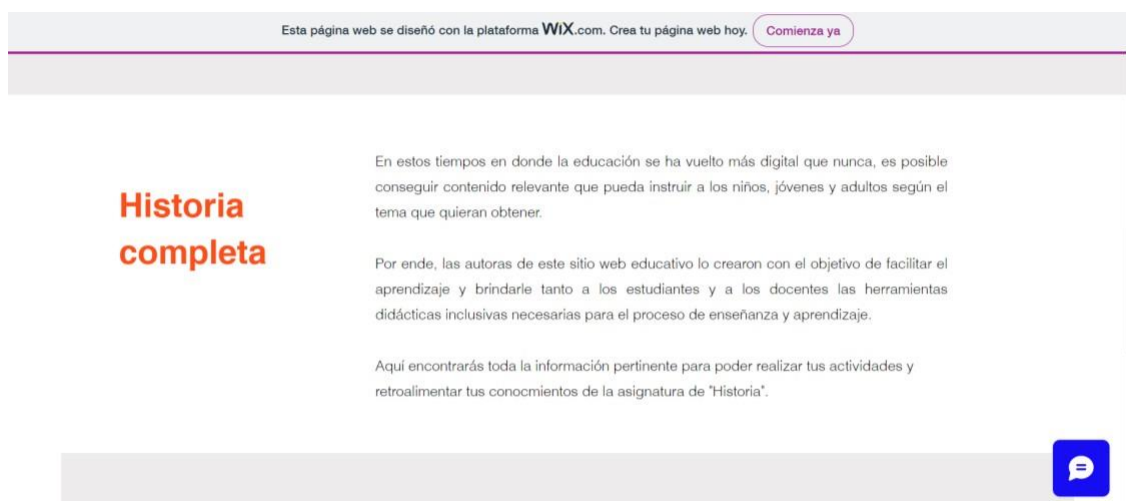 Esta página web se diseñó con la plataforma WiX.com. Crea tu página web hoy. Comienza ya
Historia
completa
En estos tiempos en donde la educación se ha vuelto más digital que nunca, es posible
conseguir contenido relevante que pueda instruir a los niños, jóvenes y adultos según el
tema que quieran obtener.
Por ende, las autoras de este sitio web educativo lo crearon con el objetivo de facilitar el
aprendizaje y brindarle tanto a los estudiantes y a los docentes las herramientas
didácticas inclusivas necesarias para el proceso de enseñanza y aprendizaje.
Aquí encontrarás toda la información pertinente para poder realizar tus actividades y
retroalimentar tus conocmientos de la asignatura de "Historia".